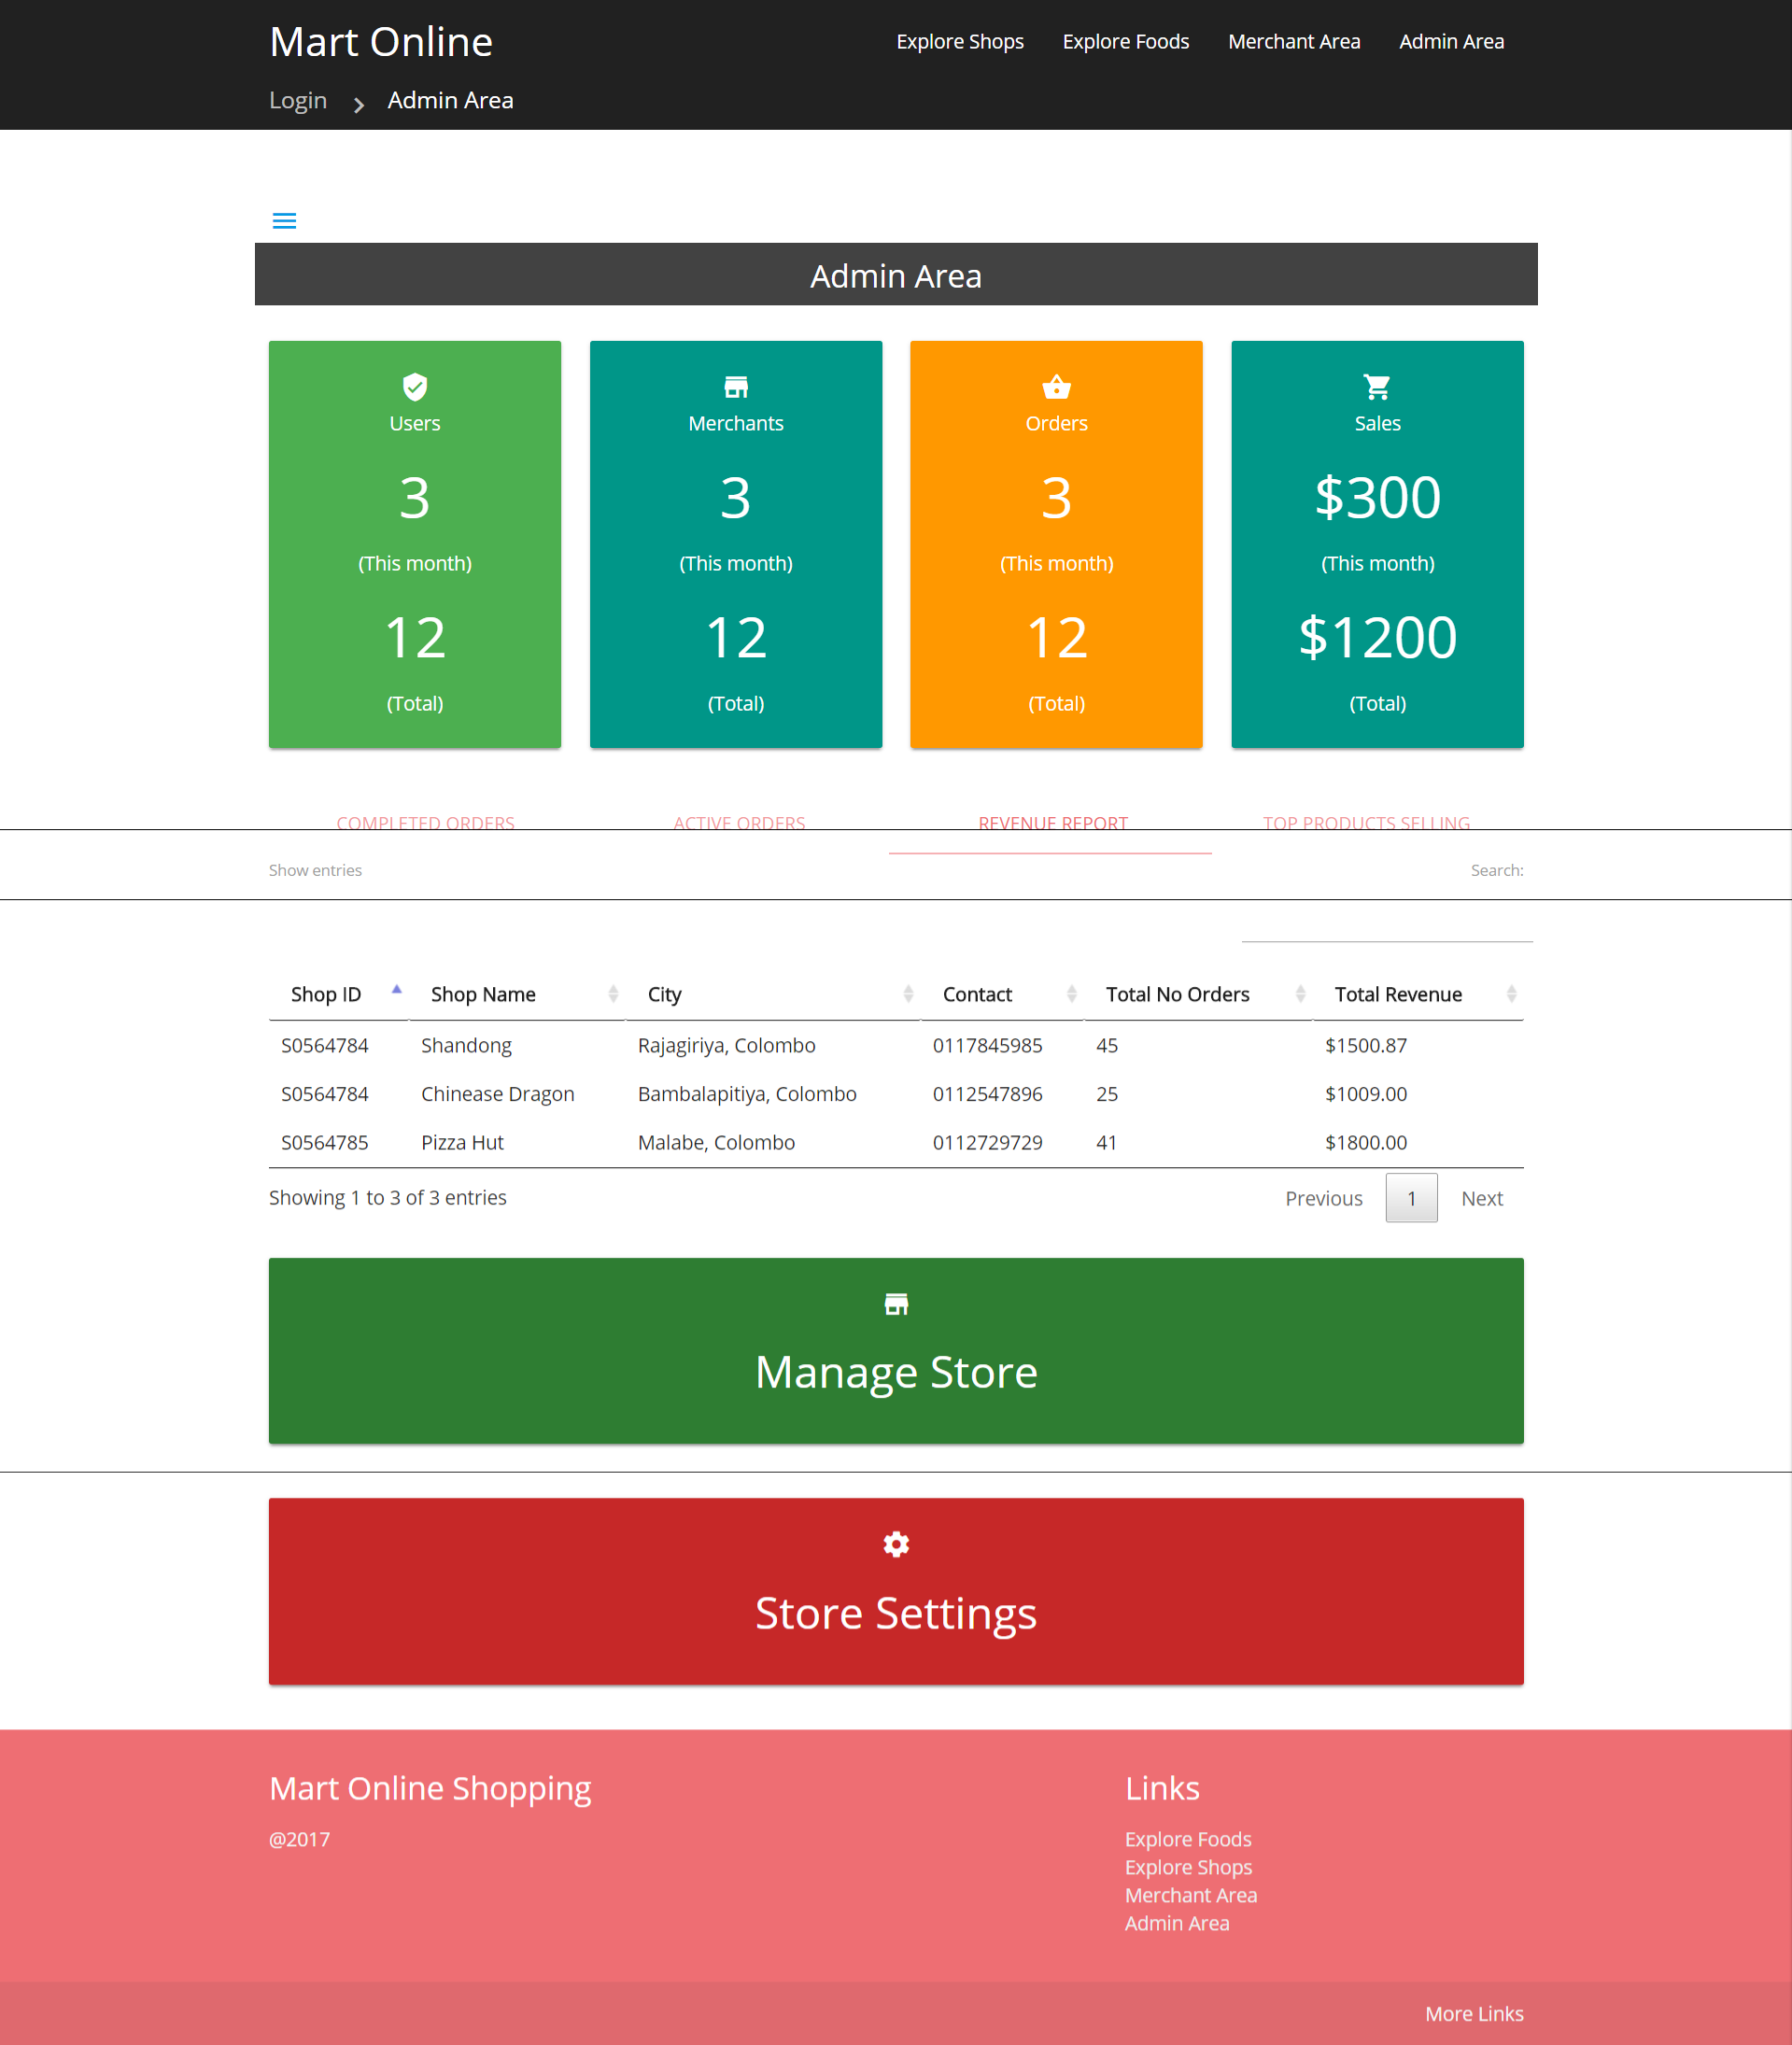 Mart Online
Explore Shops Explore Foods Merchant Area Admin Area
Login Admin Area
Admin Area
Users Merchants Orders Sales
3 3 3 $300
(This month) (This month) (This month) (This month)
12 12 12 $1200
(Total) (Total) (Total) (Total)
COMPLETED ORDERS ACTIVE ORDERS REVENUE REPORT TOP PRODUCTS SELLING
Show entries Search:
Shop ID Shop Name City Contact Total No Orders Total Revenue
S0564784 Shandong Rajagiriya, Colombo 0117845985 45 $1500.87
S0564784 Chinease Dragon Bambalapitiya, Colombo 0112547896 25 $1009.00
S0564785 Pizza Hut Malabe, Colombo 0112729729 41 $1800.00
Showing 1 to 3 of 3 entries Previous 1 Next
Manage Store
Store Settings
Mart Online Shopping
@2017
Links
Explore Foods
Explore Shops
Merchant Area
Admin Area
More Links